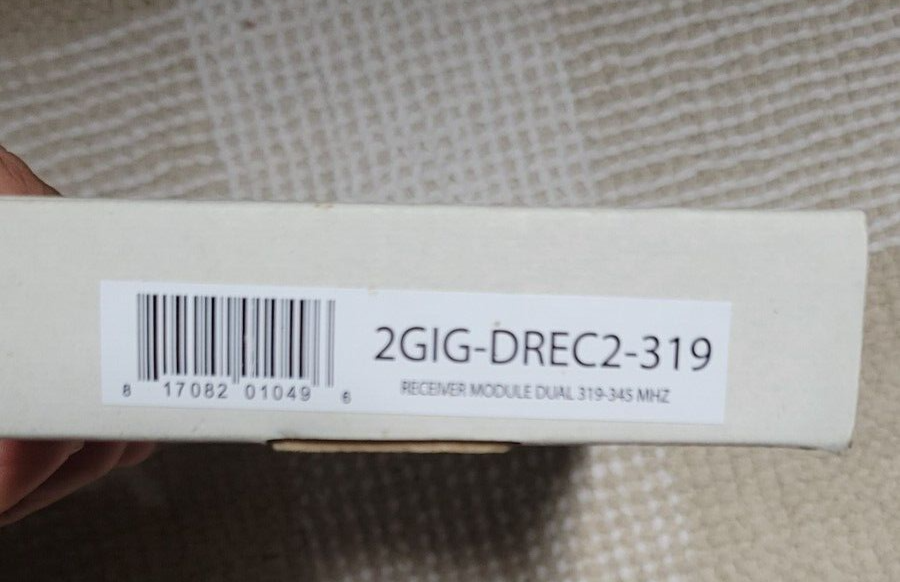 2GIG-DREC2-319
RECEIVER MODULE DUAL 319-345 MHZ
8 17082 01049 6